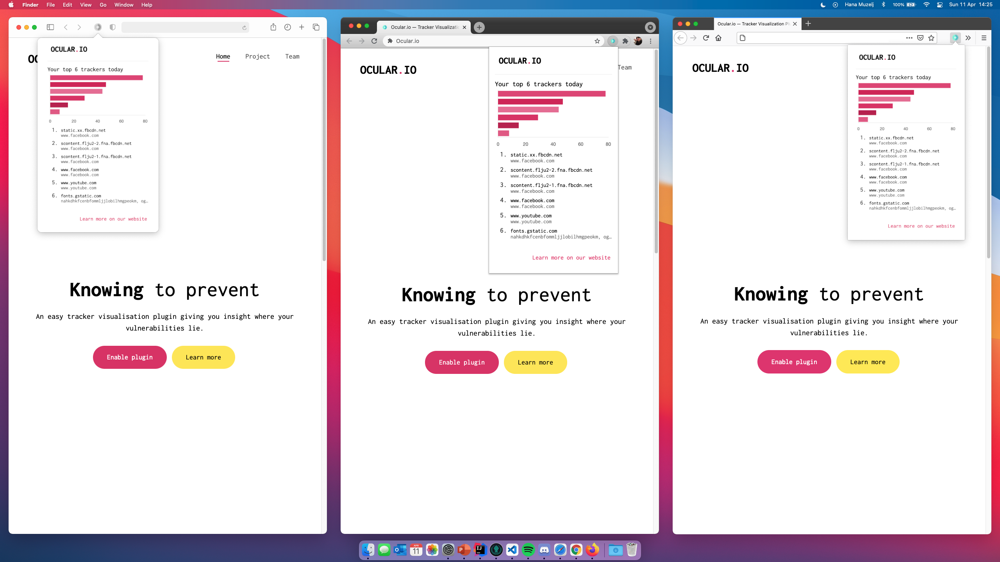 Finder File Edit View Go Window Help
Hana Muzelj 100% Sun 11 Apr 14:25
OC
Home Project Team
OCULAR.IO
Your top 6 trackers today
0 20 40 60 80
1. static.xx.fbcdn.net
www.facebook.com
2. scontent.flju2-2.fna.fbcdn.net
www.facebook.com
3. scontent.flju2-1.fna.fbcdn.net
www.facebook.com
4. www.facebook.com
www.facebook.com
5. www.youtube.com
www.youtube.com
6. fonts.gstatic.com
nahkdhkfcenbfommljjlobilhmgpeokm, og…
Learn more on our website
Knowing to prevent
An easy tracker visualisation plugin giving you insight where your
vulnerabilities lie.
Enable plugin Learn more
Ocular.io — Tracker Visualizatio
Ocular.io
OCULAR.IO
Team
OCULAR.IO
Your top 6 trackers today
0 20 40 60 80
1. static.xx.fbcdn.net
www.facebook.com
2. scontent.flju2-2.fna.fbcdn.net
www.facebook.com
3. scontent.flju2-1.fna.fbcdn.net
www.facebook.com
4. www.facebook.com
www.facebook.com
5. www.youtube.com
www.youtube.com
6. fonts.gstatic.com
nahkdhkfcenbfommljjlobilhmgpeokm, og…
Learn more on our website
Knowing to prevent
An easy tracker visualisation plugin giving you insight where your
vulnerabilities lie.
Enable plugin Learn more
Ocular.io — Tracker Visualization Pl
OCULAR.IO
OCULAR.IO
Your top 6 trackers today
0 20 40 60 80
1. static.xx.fbcdn.net
www.facebook.com
2. scontent.flju2-2.fna.fbcdn.net
www.facebook.com
3. scontent.flju2-1.fna.fbcdn.net
www.facebook.com
4. www.facebook.com
www.facebook.com
5. www.youtube.com
www.youtube.com
6. fonts.gstatic.com
nahkdhkfcenbfommljjlobilhmgpeokm, og…
Learn more on our website
Knowing to prevent
An easy tracker visualisation plugin giving you insight where your
vulnerabilities lie.
Enable plugin Learn more
O APR 11 P IJ